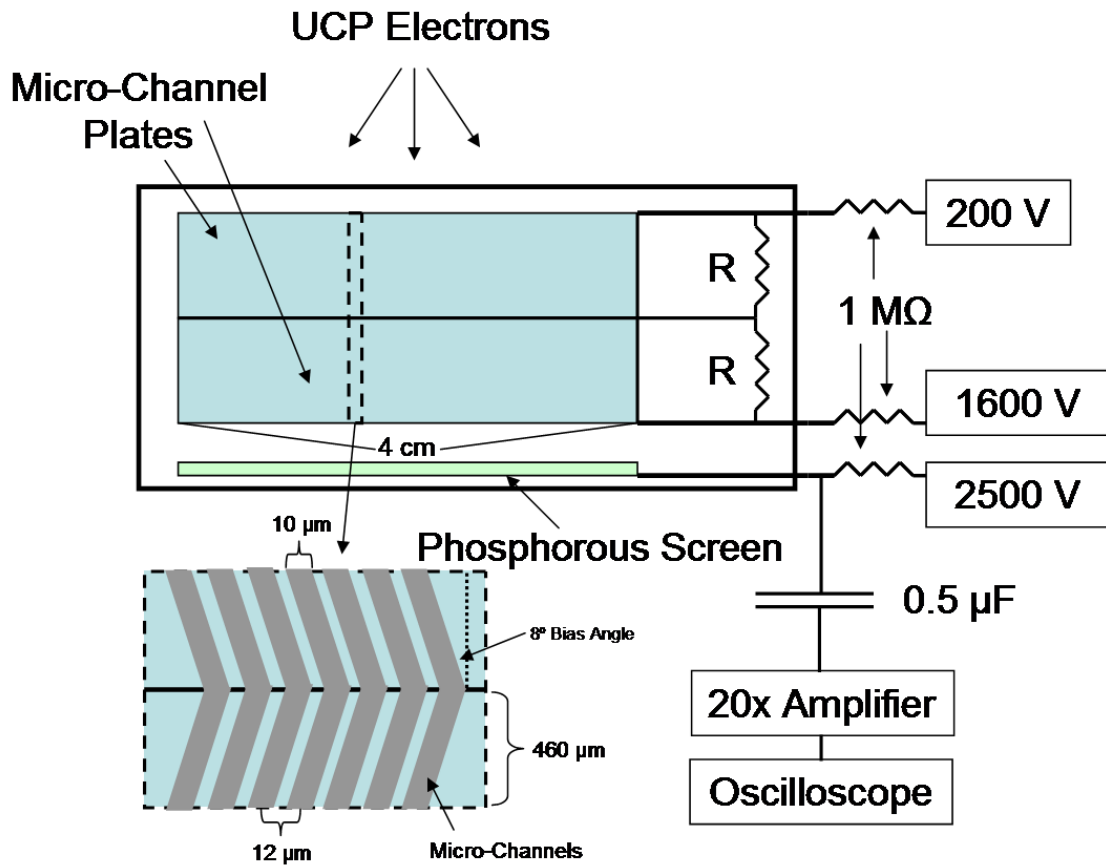 UCP Electrons
Micro-Channel
Plates
200 V
R
1 MΩ
R
1600 V
4 cm
2500 V
10 µm
Phosphorous Screen
0.5 µF
8º Bias Angle
20x Amplifier
460 µm
Oscilloscope
12 µm
Micro-Channels